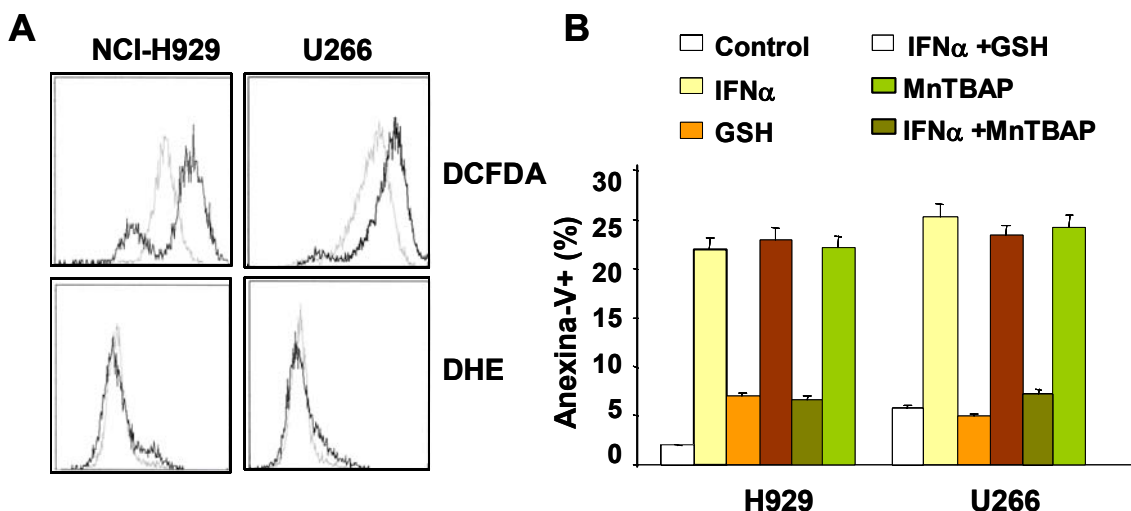 A
NCI-H929 U266
DCFDA
DHE
B
Control
IFNα
GSH
IFNα +GSH
MnTBAP
IFNα +MnTBAP
Anexina-V+ (%)
30
25
20
15
10
5
0
H929 U266